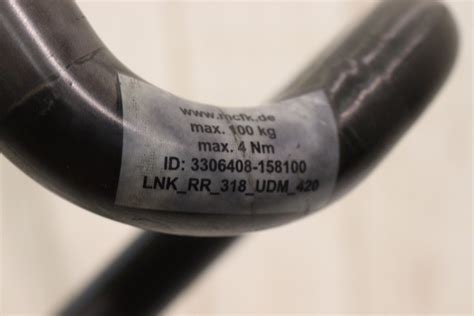 www.mcfk.de
max. 100 kg
max. 4 Nm
ID: 3306408-158100
LNK_RR_318_UDM_420